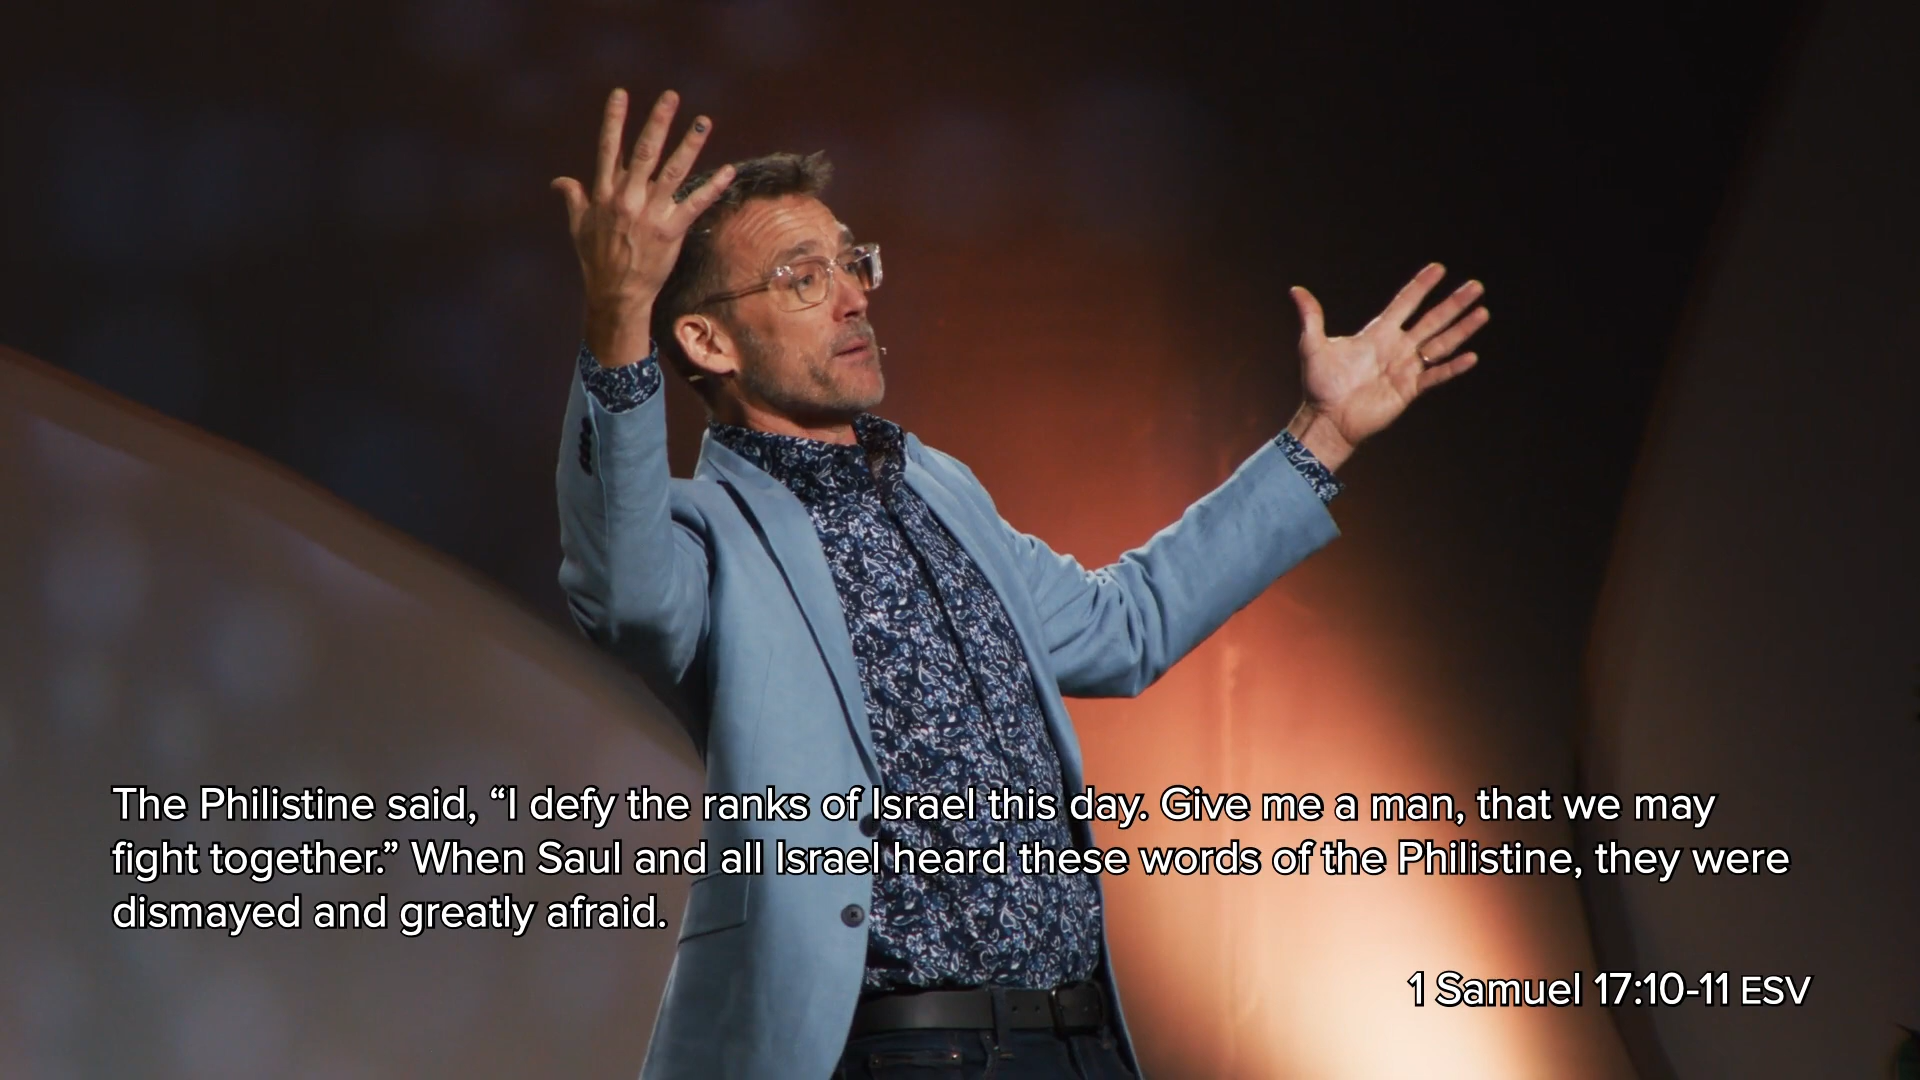 The Philistine said, “I defy the ranks of Israel this day. Give me a man, that we may
fight together.” When Saul and all Israel heard these words of the Philistine, they were
dismayed and greatly afraid.
1 Samuel 17:10-11 ESV